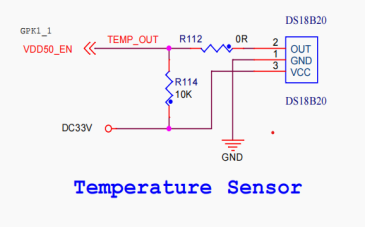 GPK1_1
DS18B20
VDD50_EN
TEMP_OUT
R112
0R
2
OUT
1
GND
3
VCC
R114
10K
DS18B20
DC33V
GND
Temperature Sensor